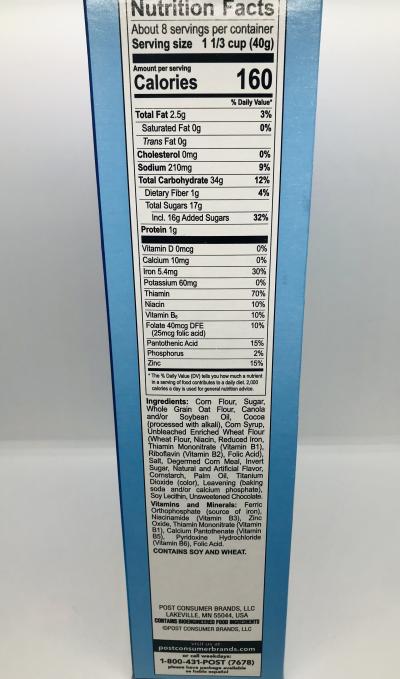 Nutrition Facts
About 8 servings per container
Serving size 1 1/3 cup (40g)
Amount per serving
Calories 160
% Daily Value*
Total Fat 2.5g 3%
Saturated Fat 0g 0%
Trans Fat 0g
Cholesterol 0mg 0%
Sodium 210mg 9%
Total Carbohydrate 34g 12%
Dietary Fiber 1g 4%
Total Sugars 17g
Incl. 16g Added Sugars 32%
Protein 1g
Vitamin D 0mcg 0%
Calcium 10mg 0%
Iron 5.4mg 30%
Potassium 60mg 0%
Thiamin 70%
Niacin 10%
Vitamin B₆ 10%
Folate 40mcg DFE 10%
(25mcg folic acid)
Pantothenic Acid 15%
Phosphorus 2%
Zinc 15%
* The % Daily Value (DV) tells you how much a nutrient
in a serving of food contributes to a daily diet. 2,000
calories a day is used for general nutrition advice.
Ingredients: Corn Flour, Sugar,
Whole Grain Oat Flour, Canola
and/or Soybean Oil, Cocoa
(processed with alkali), Corn Syrup,
Unbleached Enriched Wheat Flour
(Wheat Flour, Niacin, Reduced Iron,
Thiamin Mononitrate (Vitamin B1),
Riboflavin (Vitamin B2), Folic Acid),
Salt, Degermed Corn Meal, Invert
Sugar, Natural and Artificial Flavor,
Cornstarch, Palm Oil, Titanium
Dioxide (color), Leavening (baking
soda and/or calcium phosphate),
Soy Lecithin, Unsweetened Chocolate.
Vitamins and Minerals: Ferric
Orthophosphate (source of iron),
Niacinamide (Vitamin B3), Zinc
Oxide, Thiamin Mononitrate (Vitamin
B1), Calcium Pantothenate (Vitamin
B5), Pyridoxine Hydrochloride
(Vitamin B6), Folic Acid.
CONTAINS SOY AND WHEAT.
POST CONSUMER BRANDS, LLC
LAKEVILLE, MN 55044, USA
CONTAINS BIOENGINEERED FOOD INGREDIENTS
©POST CONSUMER BRANDS, LLC
visit us at
postconsumerbrands.com
or call weekdays:
1-800-431-POST (7678)
please have package available
se habla español